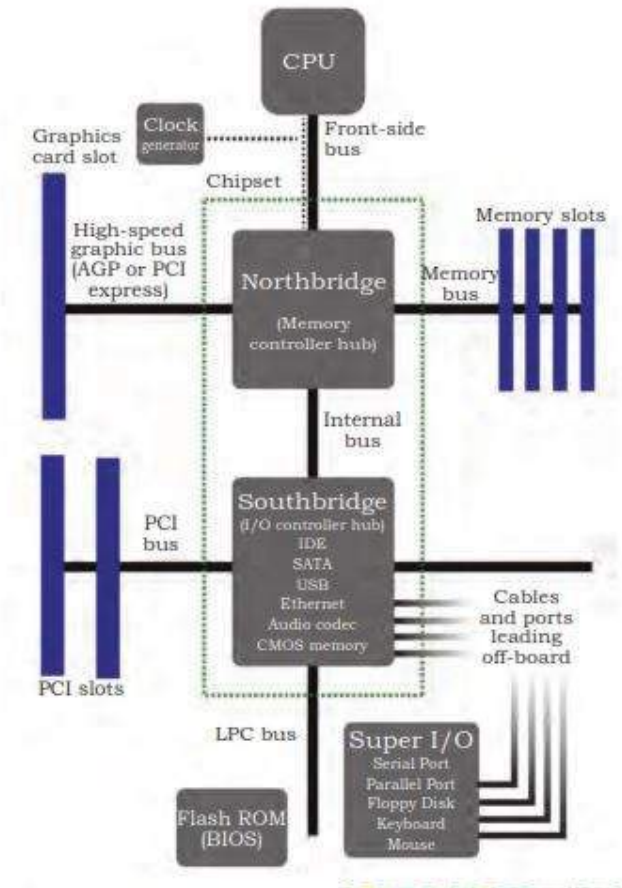 CPU
Clock
generator
Front-side
bus
Graphics
card slot
Chipset
High-speed
graphic bus
(AGP or PCI
express)
Northbridge
(Memory
controller hub)
Memory
bus
Memory slots
Internal
bus
Southbridge
(I/O controller hub)
IDE
SATA
USB
Ethernet
Audio codec
CMOS memory
PCI
bus
PCI slots
Cables
and ports
leading
off-board
LPC bus
Super I/O
Serial Port
Parallel Port
Floppy Disk
Keyboard
Mouse
Flash ROM
(BIOS)